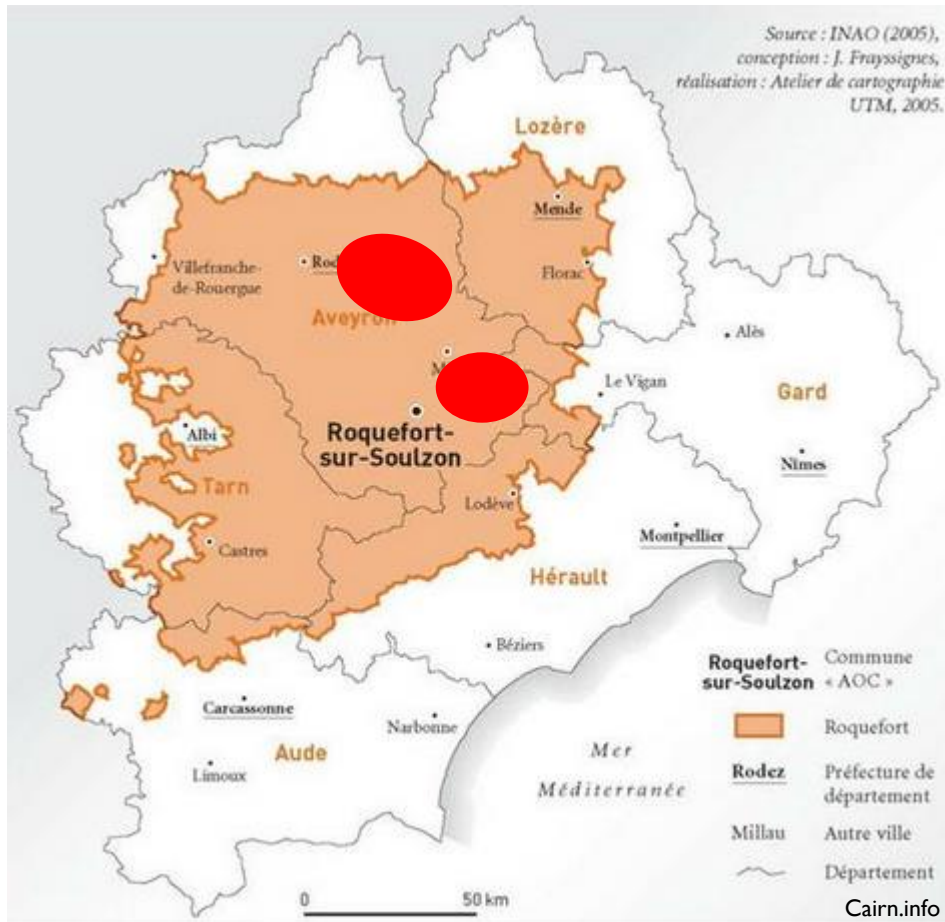 Source : INAO (2005),
conception : J. Frayssignes,
réalisation : Atelier de cartographie
UTM, 2005.
Lozère
Mende
Villefranche-
de-Rouergue
Florac
Aveyron
Alès
Le Vigan
Gard
Roquefort-
sur-Soulzon
Albi
Nîmes
Tarn
Lodève
Montpellier
Castres
Hérault
Béziers
Roquefort-
sur-Soulzon
Commune
« AOC »
Carcassonne
Narbonne
Roquefort
Aude
Limoux
Mer
Méditerranée
Rodez
Préfecture de
département
Millau
Autre ville
Département
0
50 km
Cairn.info